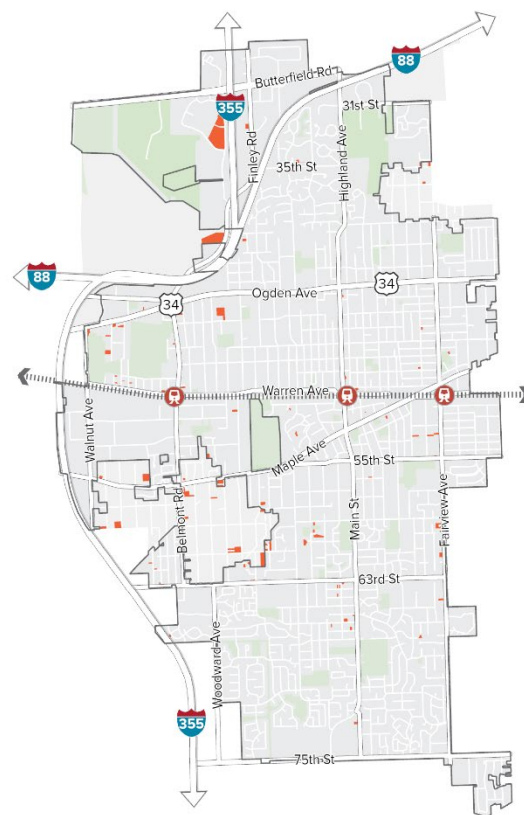 88
Butterfield Rd
355
31st St
Finley Rd
Highland Ave
35th St
88
34
Ogden Ave
34
Warren Ave
Walnut Ave
Maple Ave
55th St
Belmont Rd
Main St
Fairview Ave
63rd St
Woodward Ave
355
75th St